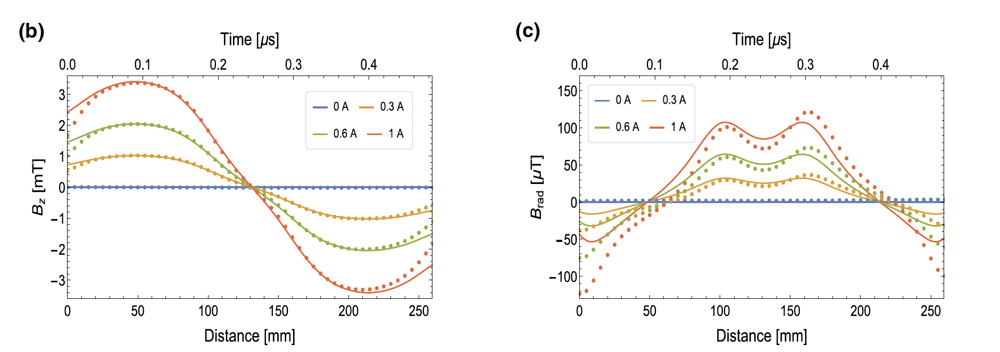 (b)
Time [μs]
0.0 0.1 0.2 0.3 0.4
3
2
1
0
−1
−2
−3
B_z [mT]
0 A 0.3 A
0.6 A 1 A
0 50 100 150 200 250
Distance [mm]
(c)
Time [μs]
0.0 0.1 0.2 0.3 0.4
150
100
50
0
−50
−100
B_rad [μT]
0 A 0.3 A
0.6 A 1 A
0 50 100 150 200 250
Distance [mm]